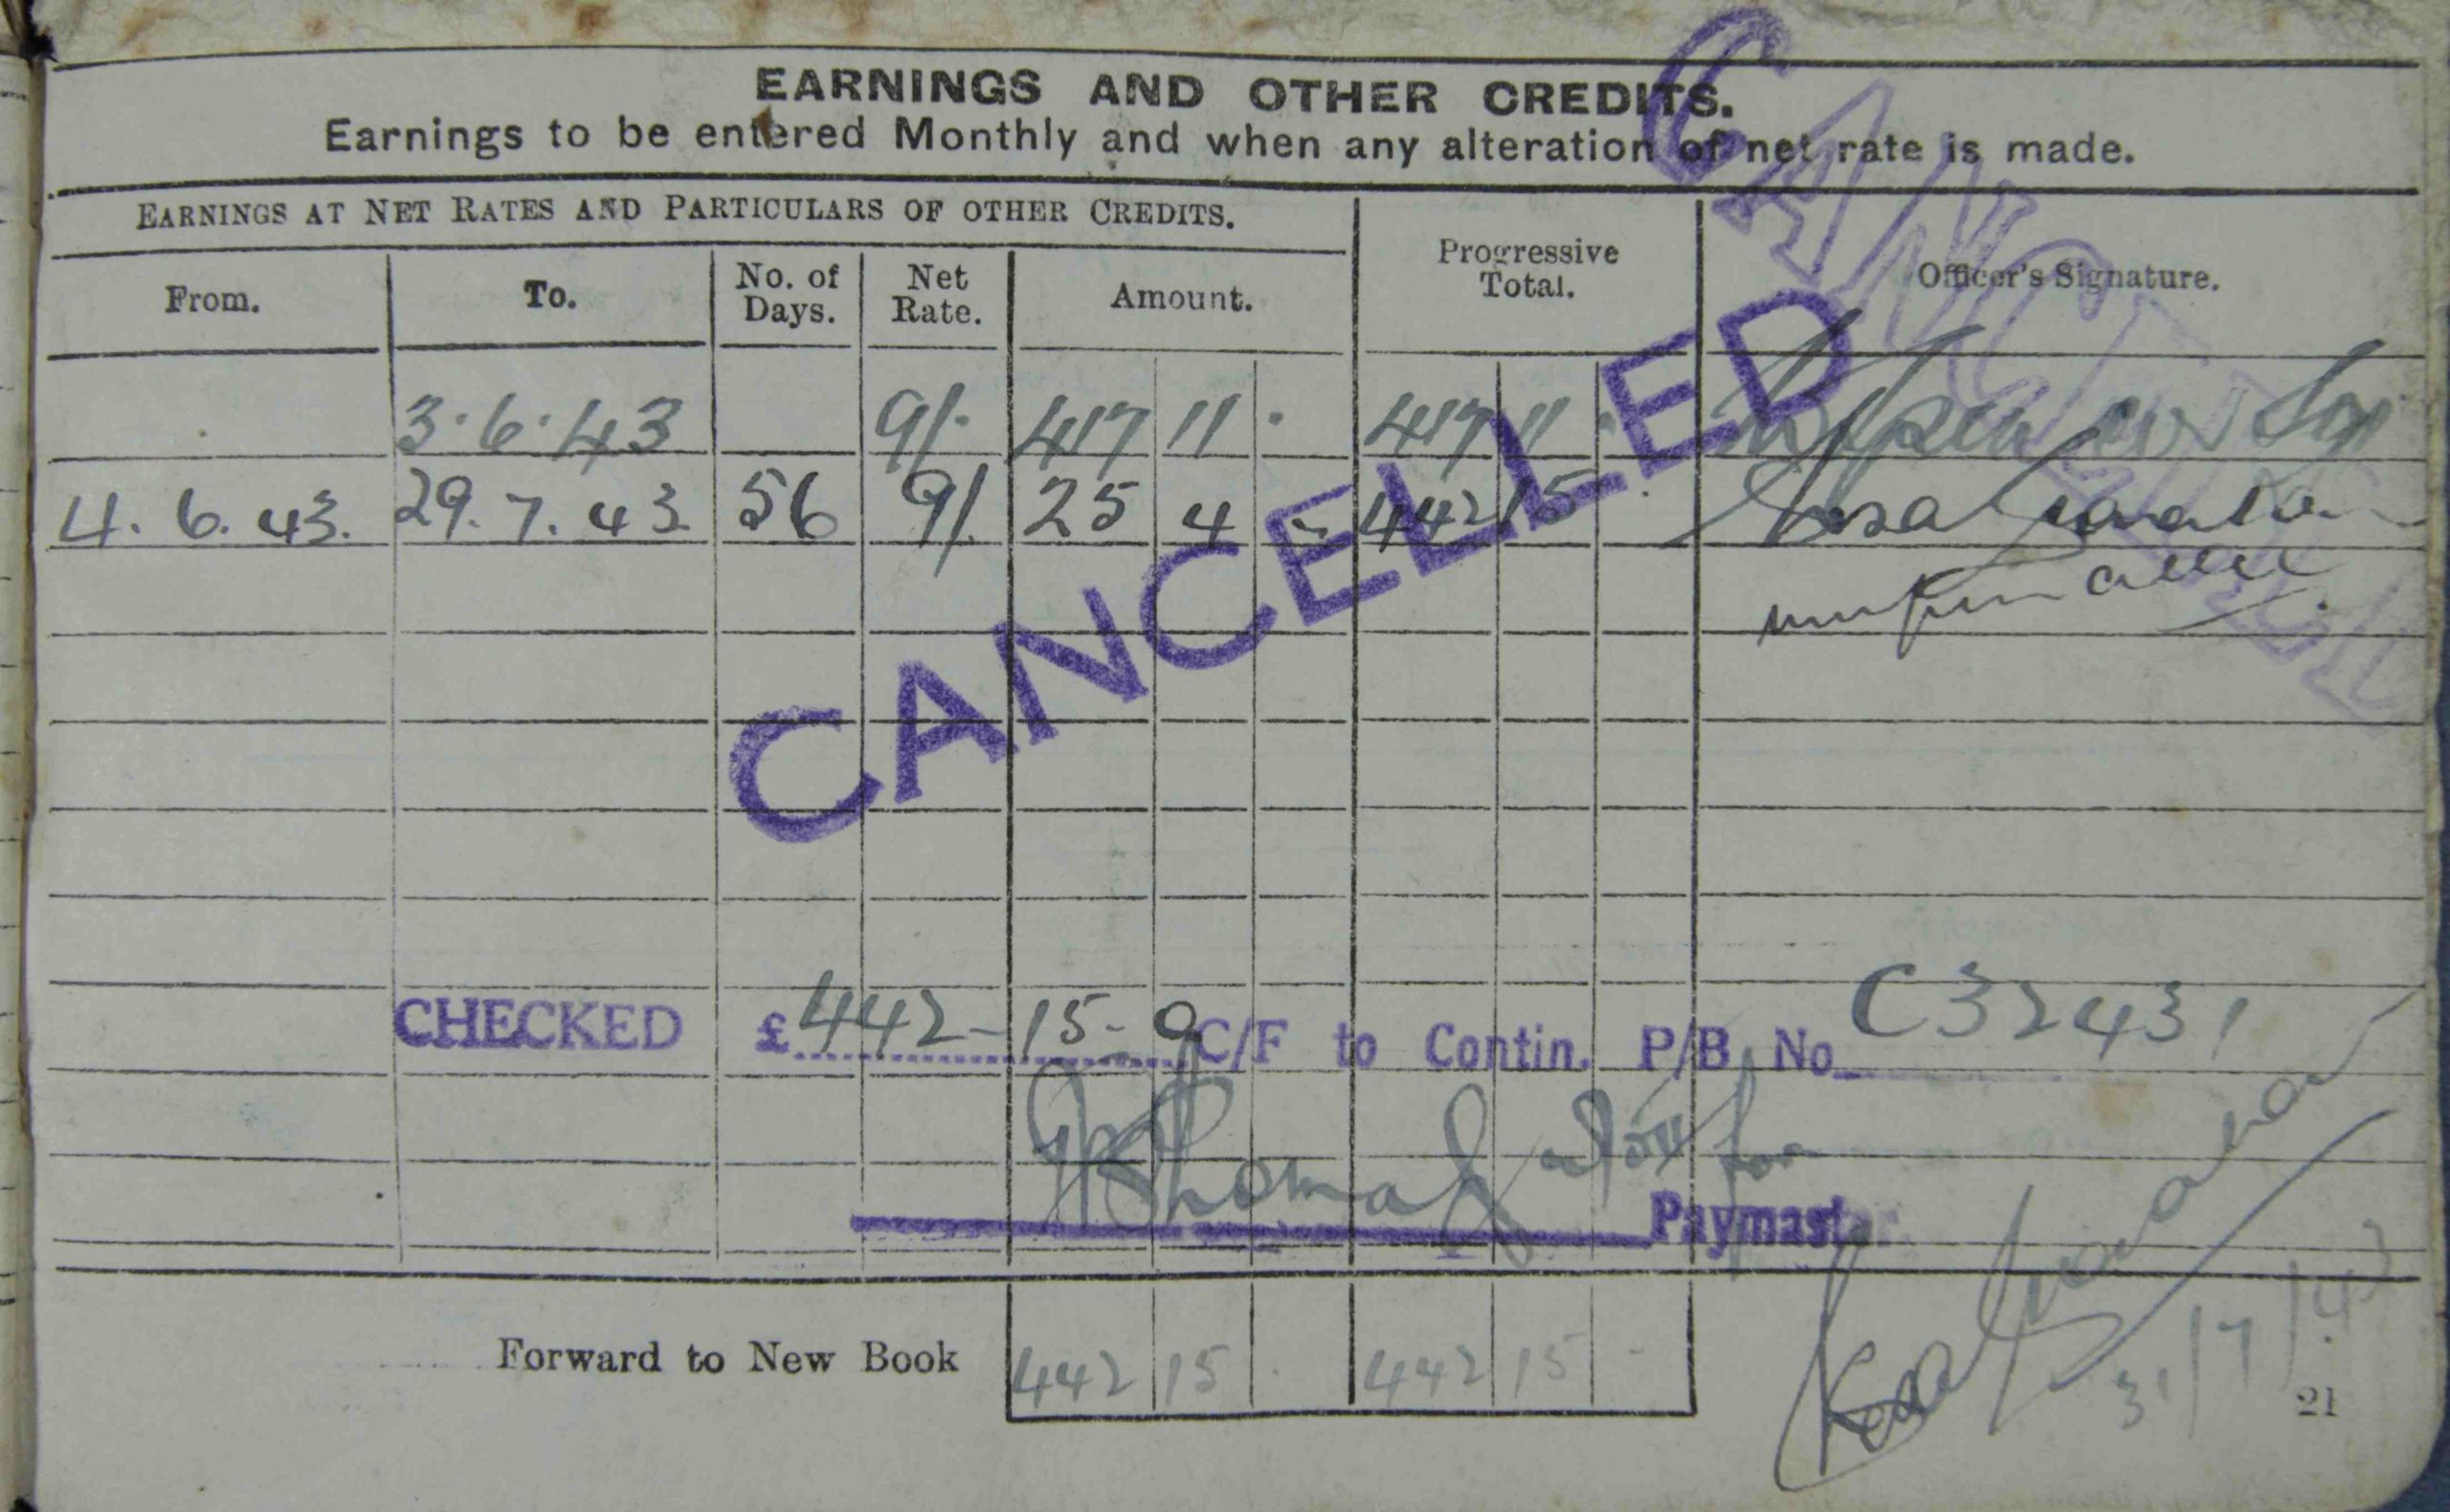 EARNINGS AND OTHER CREDITS.
Earnings to be entered Monthly and when any alteration of net rate is made.
EARNINGS AT NET RATES AND PARTICULARS OF OTHER CREDITS.
Progressive Total.
Officer's Signature.
From. To. No. of Days. Net Rate. Amount.
3.6.43 9/- 417 11 - 417 11 -
4. 6. 43. 29. 7. 43. 56 9/- 25 4 - 442 15 -
CANCELLED
CANCELLED
CHECKED £442-15-0 C/F to Contin. P/B No. C32431
Paymaster
Forward to New Book 442 15 - 442 15 -
31/7/43
21